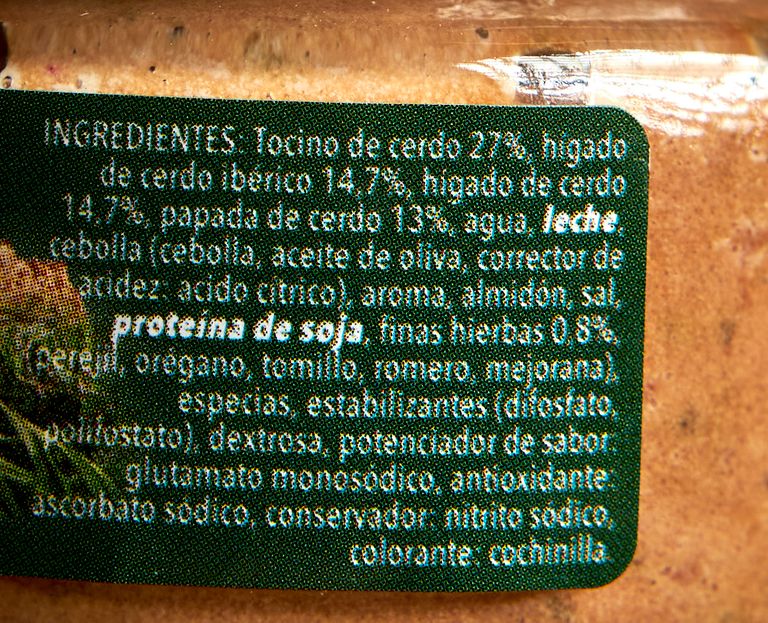 INGREDIENTES: Tocino de cerdo 27%, hígado
de cerdo ibérico 14,7%, hígado de cerdo
14,7%, papada de cerdo 13%, agua, leche,
cebolla (cebolla, aceite de oliva, corrector de
acidez: ácido cítrico), aroma, almidón, sal,
proteína de soja, finas hierbas 0,8%,
(perejil, orégano, tomillo, romero, mejorana),
especias, estabilizantes (difosfato,
polifosfato), dextrosa, potenciador de sabor:
glutamato monosódico, antioxidante:
ascorbato sódico, conservador: nitrito sódico,
colorante: cochinilla.